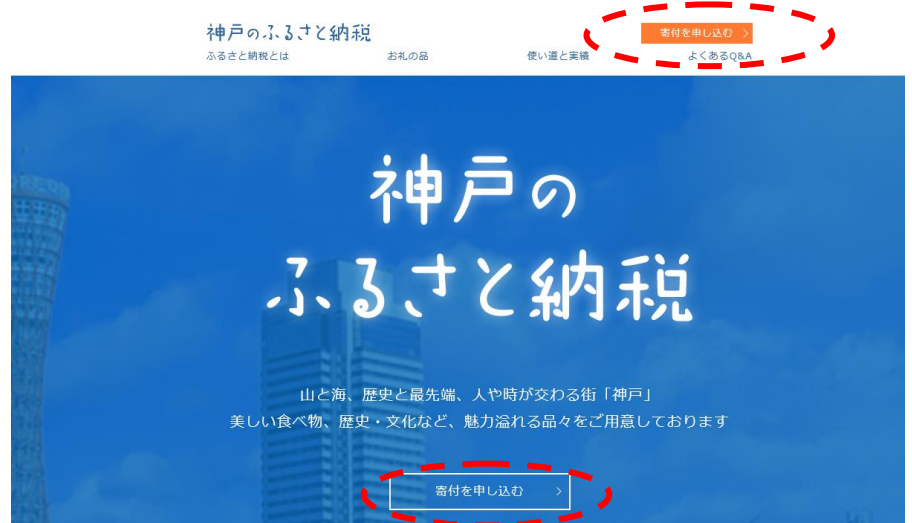 神戸のふるさと納税
寄付を申し込む
ふるさと納税とは
お礼の品
使い道と実績
よくあるQ&A
神戸の
ふるさと納税
山と海、歴史と最先端、人や時が交わる街「神戸」
美しい食べ物、歴史・文化など、魅力溢れる品々をご用意しております
寄付を申し込む